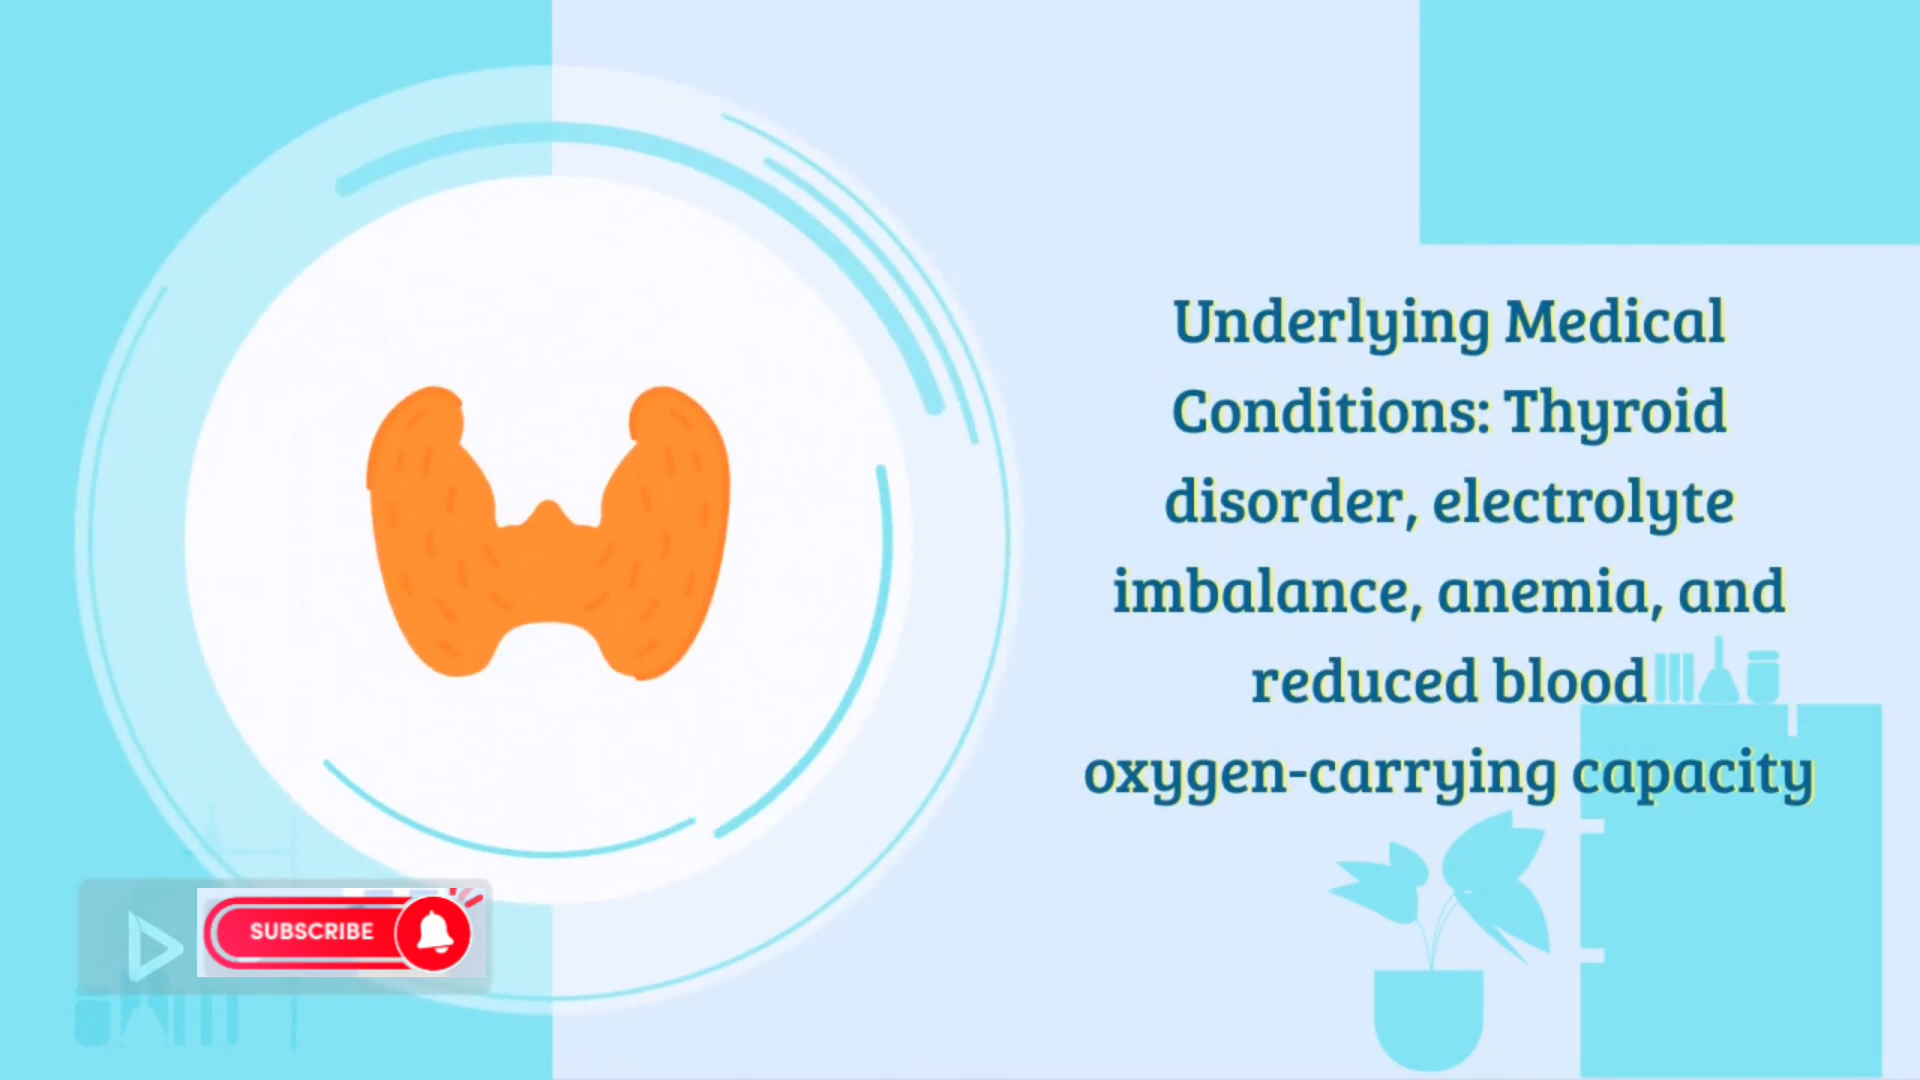 Underlying Medical
Conditions: Thyroid
disorder, electrolyte
imbalance, anemia, and
reduced blood
oxygen-carrying capacity
SUBSCRIBE